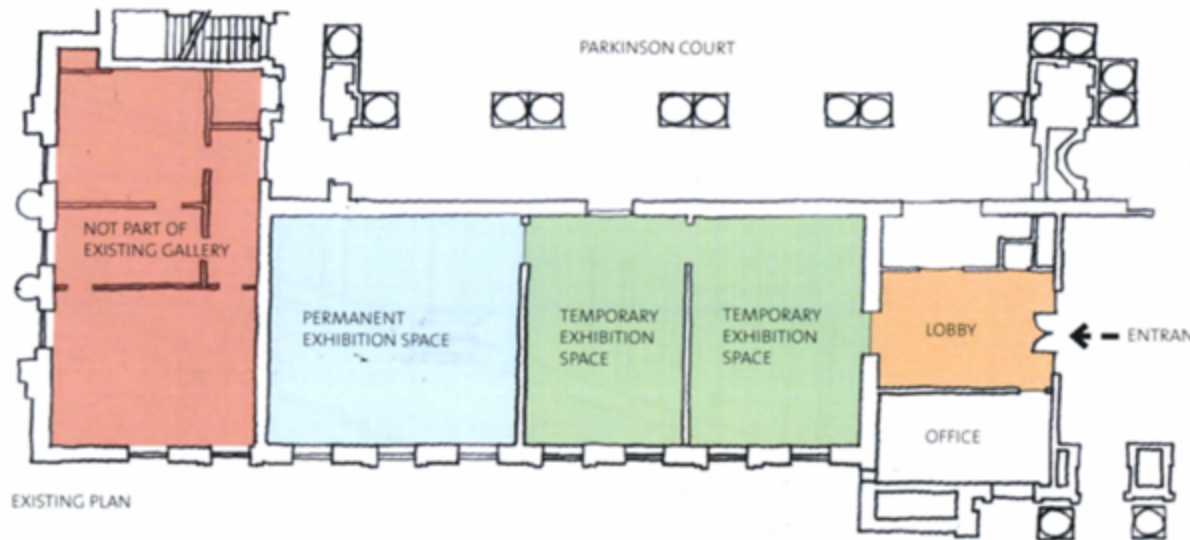 PARKINSON COURT
NOT PART OF
EXISTING GALLERY
PERMANENT
EXHIBITION SPACE
TEMPORARY
EXHIBITION
SPACE
TEMPORARY
EXHIBITION
SPACE
LOBBY
ENTRAN
OFFICE
EXISTING PLAN